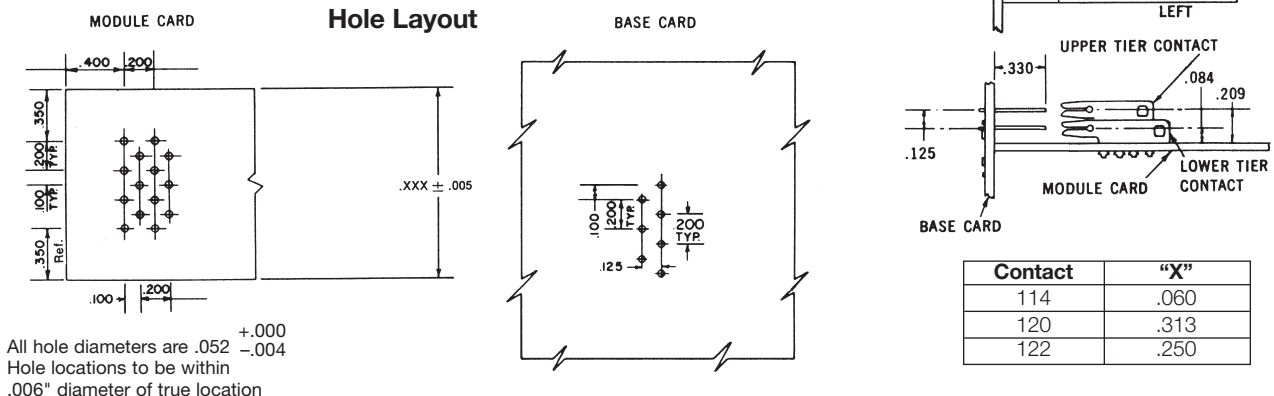 Hole Layout
MODULE CARD
.400
.200
.350
.200
TYP.
.100
TYP.
.350
Ref.
.100
.200
.XXX ± .005
All hole diameters are .052 +.000
–.004
Hole locations to be within
.006" diameter of true location
BASE CARD
.100
.200
TYP.
.200
TYP.
.125
LEFT
UPPER TIER CONTACT
.330
.084
.209
.125
LOWER TIER
CONTACT
MODULE CARD
BASE CARD
Contact “X”
114 .060
120 .313
122 .250